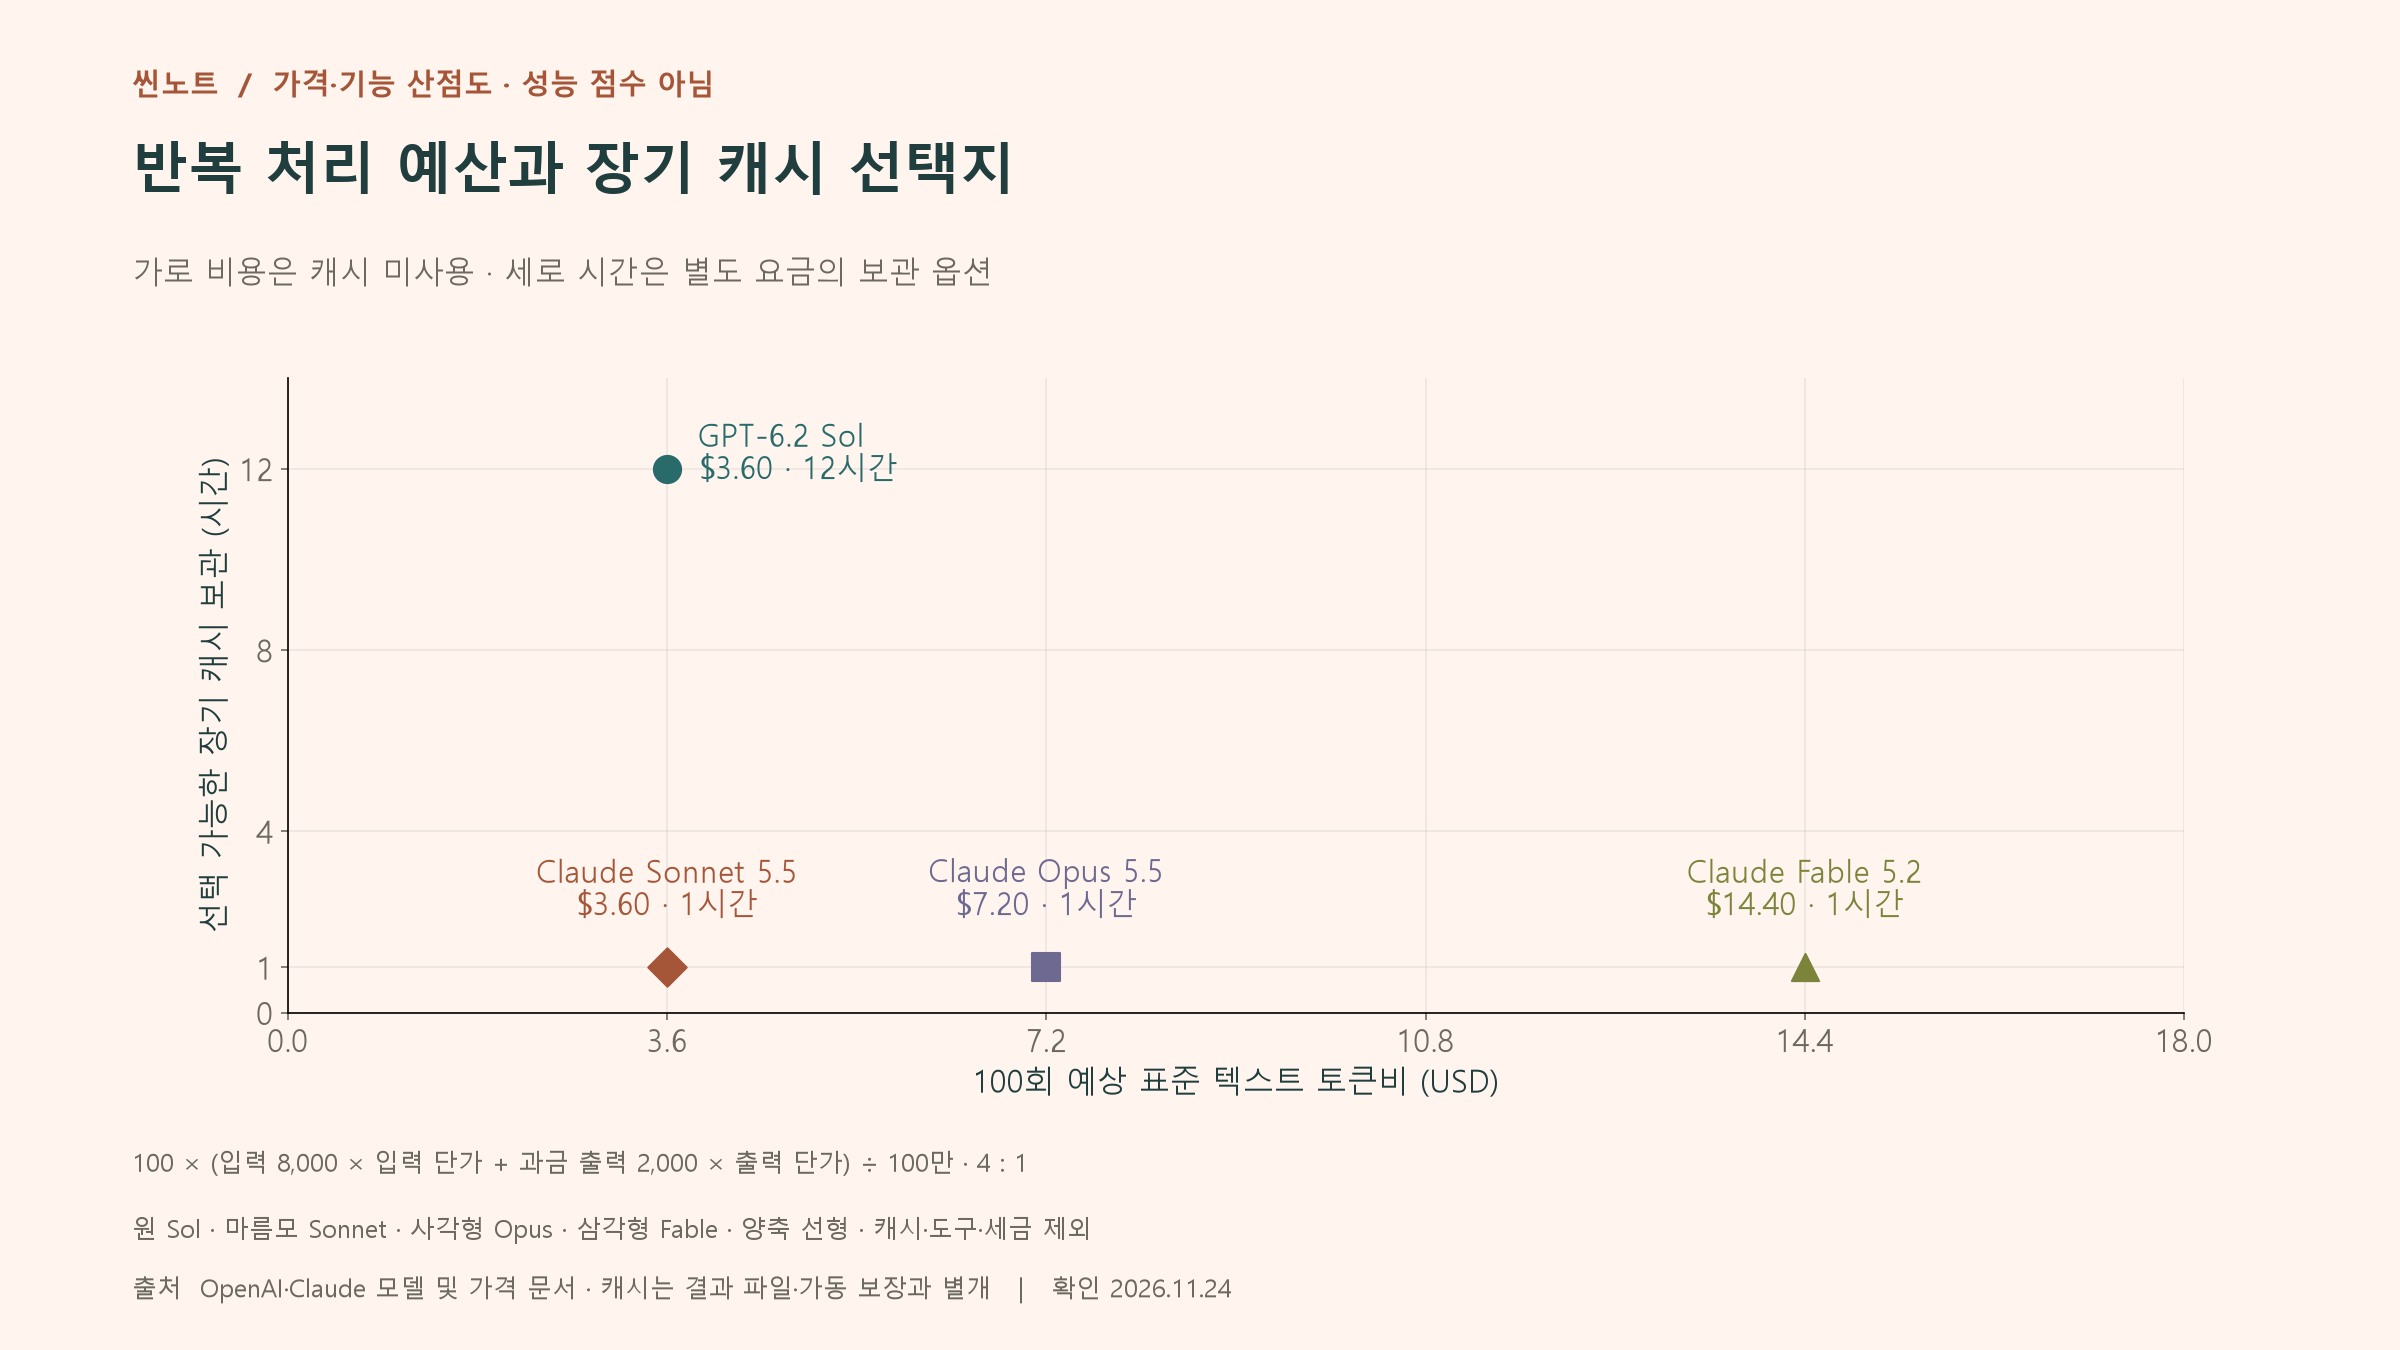 씬노트 / 가격·기능 산점도 · 성능 점수 아님
반복 처리 예산과 장기 캐시 선택지
가로 비용은 캐시 미사용 · 세로 시간은 별도 요금의 보관 옵션
선택 가능한 장기 캐시 보관 (시간)
12
8
4
1
0
GPT-6.2 Sol
$3.60 · 12시간
Claude Sonnet 5.5
$3.60 · 1시간
Claude Opus 5.5
$7.20 · 1시간
Claude Fable 5.2
$14.40 · 1시간
0.0
3.6
7.2
10.8
14.4
18.0
100회 예상 표준 텍스트 토큰비 (USD)
100 × (입력 8,000 × 입력 단가 + 과금 출력 2,000 × 출력 단가) ÷ 100만 · 4 : 1
원 Sol · 마름모 Sonnet · 사각형 Opus · 삼각형 Fable · 양축 선형 · 캐시·도구·세금 제외
출처 OpenAI·Claude 모델 및 가격 문서 · 캐시는 결과 파일·가동 보장과 별개 | 확인 2026.11.24